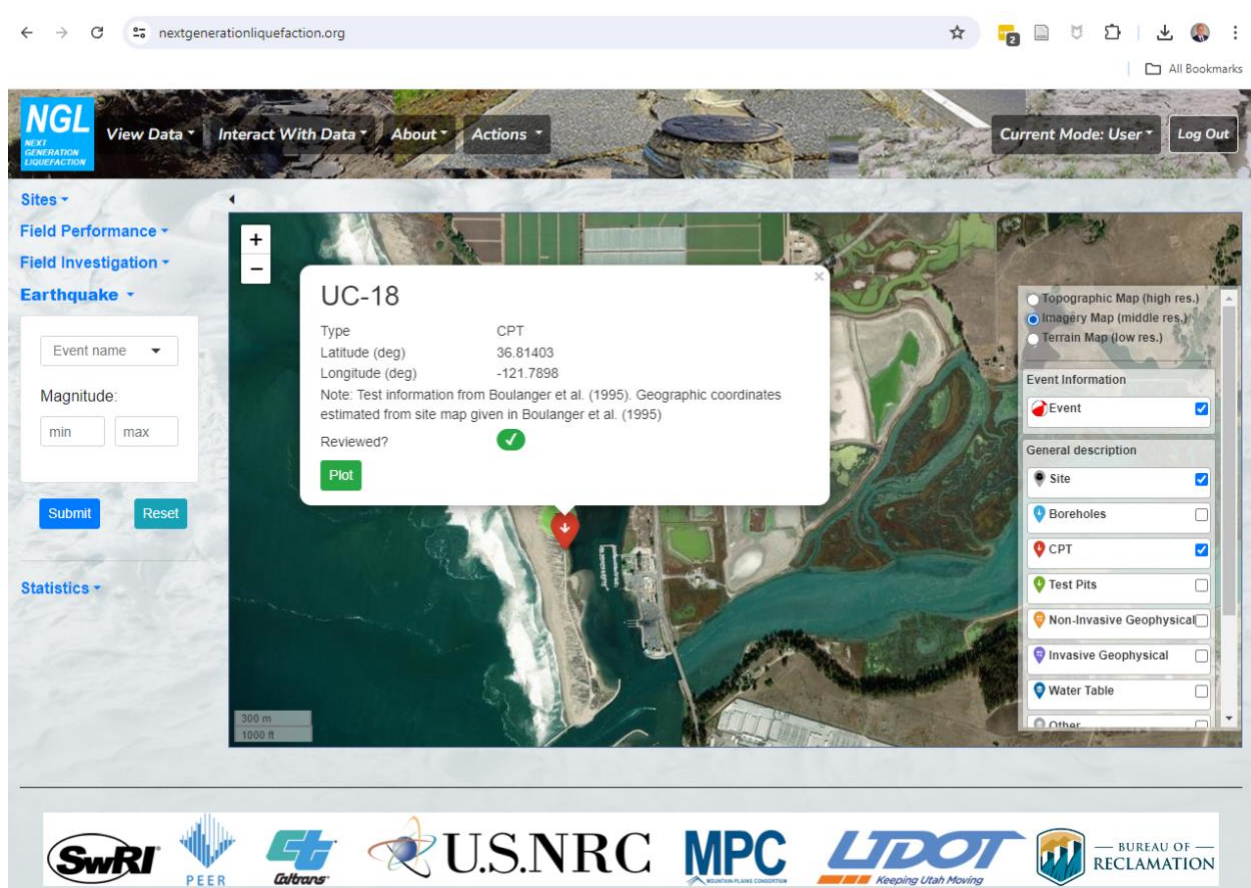 nextgenerationliquefaction.org
2
All Bookmarks
NGL
NEXT
GENERATION
LIQUEFACTION
View Data
Interact With Data
About
Actions
Current Mode: User
Log Out
Sites
Field Performance
Field Investigation
Earthquake
Event name
Magnitude:
min
max
Submit
Reset
Statistics
+
−
UC-18
×
Type CPT
Latitude (deg) 36.81403
Longitude (deg) -121.7898
Note: Test information from Boulanger et al. (1995). Geographic coordinates
estimated from site map given in Boulanger et al. (1995)
Reviewed?
Plot
300 m
1000 ft
Topographic Map (high res.)
Imagery Map (middle res.)
Terrain Map (low res.)
Event Information
Event
General description
Site
Boreholes
CPT
Test Pits
Non-Invasive Geophysical
Invasive Geophysical
Water Table
Other
SwRI
PEER
Ct
Caltrans
U.S.NRC
MPC
MOUNTAIN-PLAINS CONSORTIUM
UDOT
Keeping Utah Moving
BUREAU OF
RECLAMATION